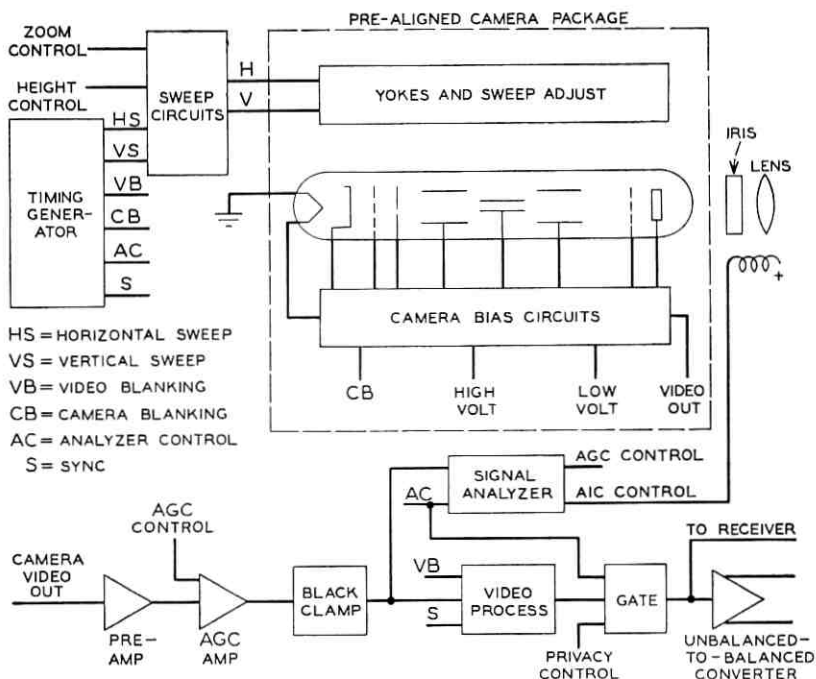 PRE-ALIGNED CAMERA PACKAGE
ZOOM
CONTROL
HEIGHT
CONTROL
SWEEP
CIRCUITS
H
V
YOKES AND SWEEP ADJUST
HS
VS
VB
CB
AC
S
TIMING
GENER-
ATOR
IRIS
LENS
+
CAMERA BIAS CIRCUITS
CB
HIGH
VOLT
LOW
VOLT
VIDEO
OUT
HS = HORIZONTAL SWEEP
VS = VERTICAL SWEEP
VB = VIDEO BLANKING
CB = CAMERA BLANKING
AC = ANALYZER CONTROL
S = SYNC
SIGNAL
ANALYZER
AGC CONTROL
AIC CONTROL
AC
AGC
CONTROL
CAMERA
VIDEO
OUT
PRE-
AMP
AGC
AMP
BLACK
CLAMP
VB
S
VIDEO
PROCESS
GATE
PRIVACY
CONTROL
TO RECEIVER
UNBALANCED-
TO-BALANCED
CONVERTER